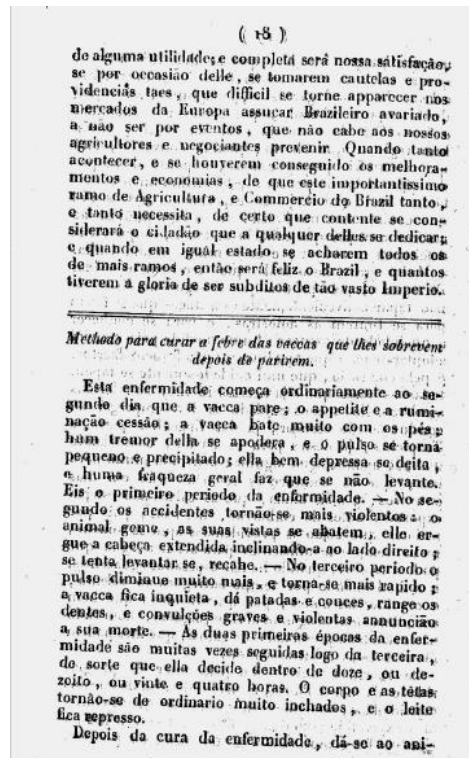 ( 18 )
de alguma utilidade; e completa será nossa satisfação,
se por occasião delle, se tomarem cautelas e pro-
videncias taes, que difficil se torne apparecer nos
mercados da Europa assucar Brazileiro avariado,
a não ser por eventos, que não cabe aos nossos
agricultores e negociantes prevenir. Quando tanto
acontecer, e se houverem conseguido os melhora-
mentos e economias, de que este importantissimo
ramo de Agricultura, e Commercio do Brazil tanto,
e tanto necessita, de certo que contente se con-
siderará o cidadão que a qualquer delles se dedicar;
e quando em igual estado se acharem todos os
de mais ramos, então será feliz o Brazil, e quantos
tiverem a gloria de ser subditos de tão vasto Imperio.
Methodo para curar a febre das vaccas que lhes sobrevem
depois de parirem.
Esta enfermidade começa ordinariamente ao se-
gundo dia que a vacca pare; o appetite e a rumi-
nação cessão; a vacca bate muito com os pés;
hum tremor della se apodera, e o pulso se torna
pequeno e precipitado; ella bem depressa se deita,
e huma fraqueza geral faz que se não levante.
Eis o primeiro periodo da enfermidade. — No se-
gundo os accidentes tornão-se mais violentos: o
animal geme, as suas vistas se abatem, elle er-
gue a cabeça extendida inclinando-a ao lado direito;
se tenta levantar se, recahe. — No terceiro periodo o
pulso diminue muito mais, e torna-se mais rapido;
a vacca fica inquieta, dá patadas e couces, range os
dentes, e convulções graves e violentas annuncião
a sua morte. — As duas primeiras épocas da enfer-
midade são muitas vezes seguidas logo da terceira,
de sorte que ella decide dentro de doze, ou de-
zoito, ou vinte e quatro horas. O corpo e as tétas
tornão-se de ordinario muito inchados, e o leite
fica represso.
Depois da cura da enfermidade, dá-se ao ani-